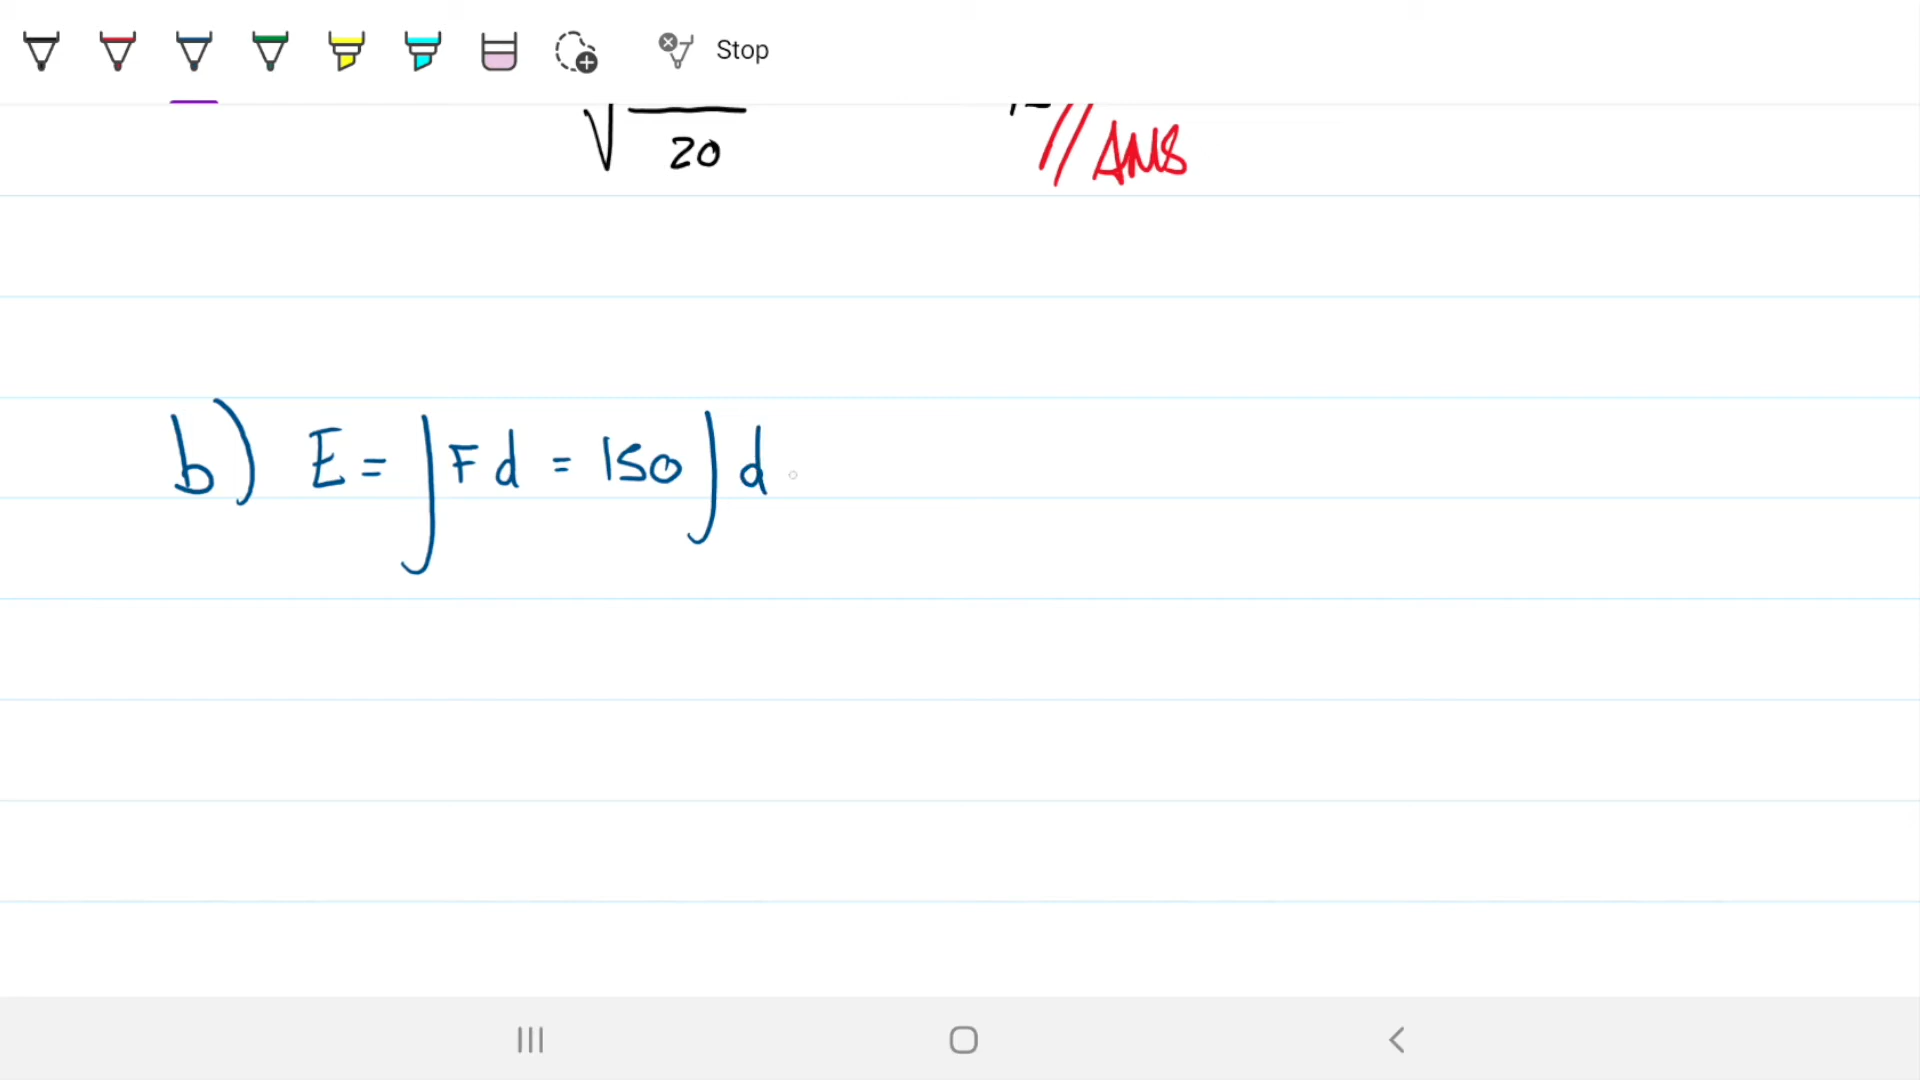 Stop
√ 20
// ANS
b) E = ∫ F d = 150 ∫ d